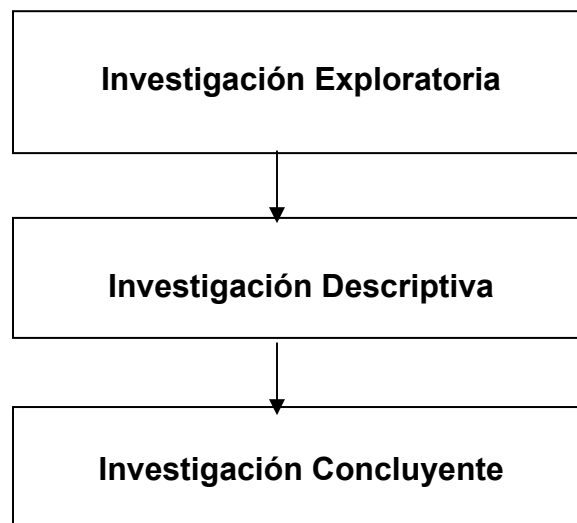 Investigación Exploratoria
Investigación Descriptiva
Investigación Concluyente